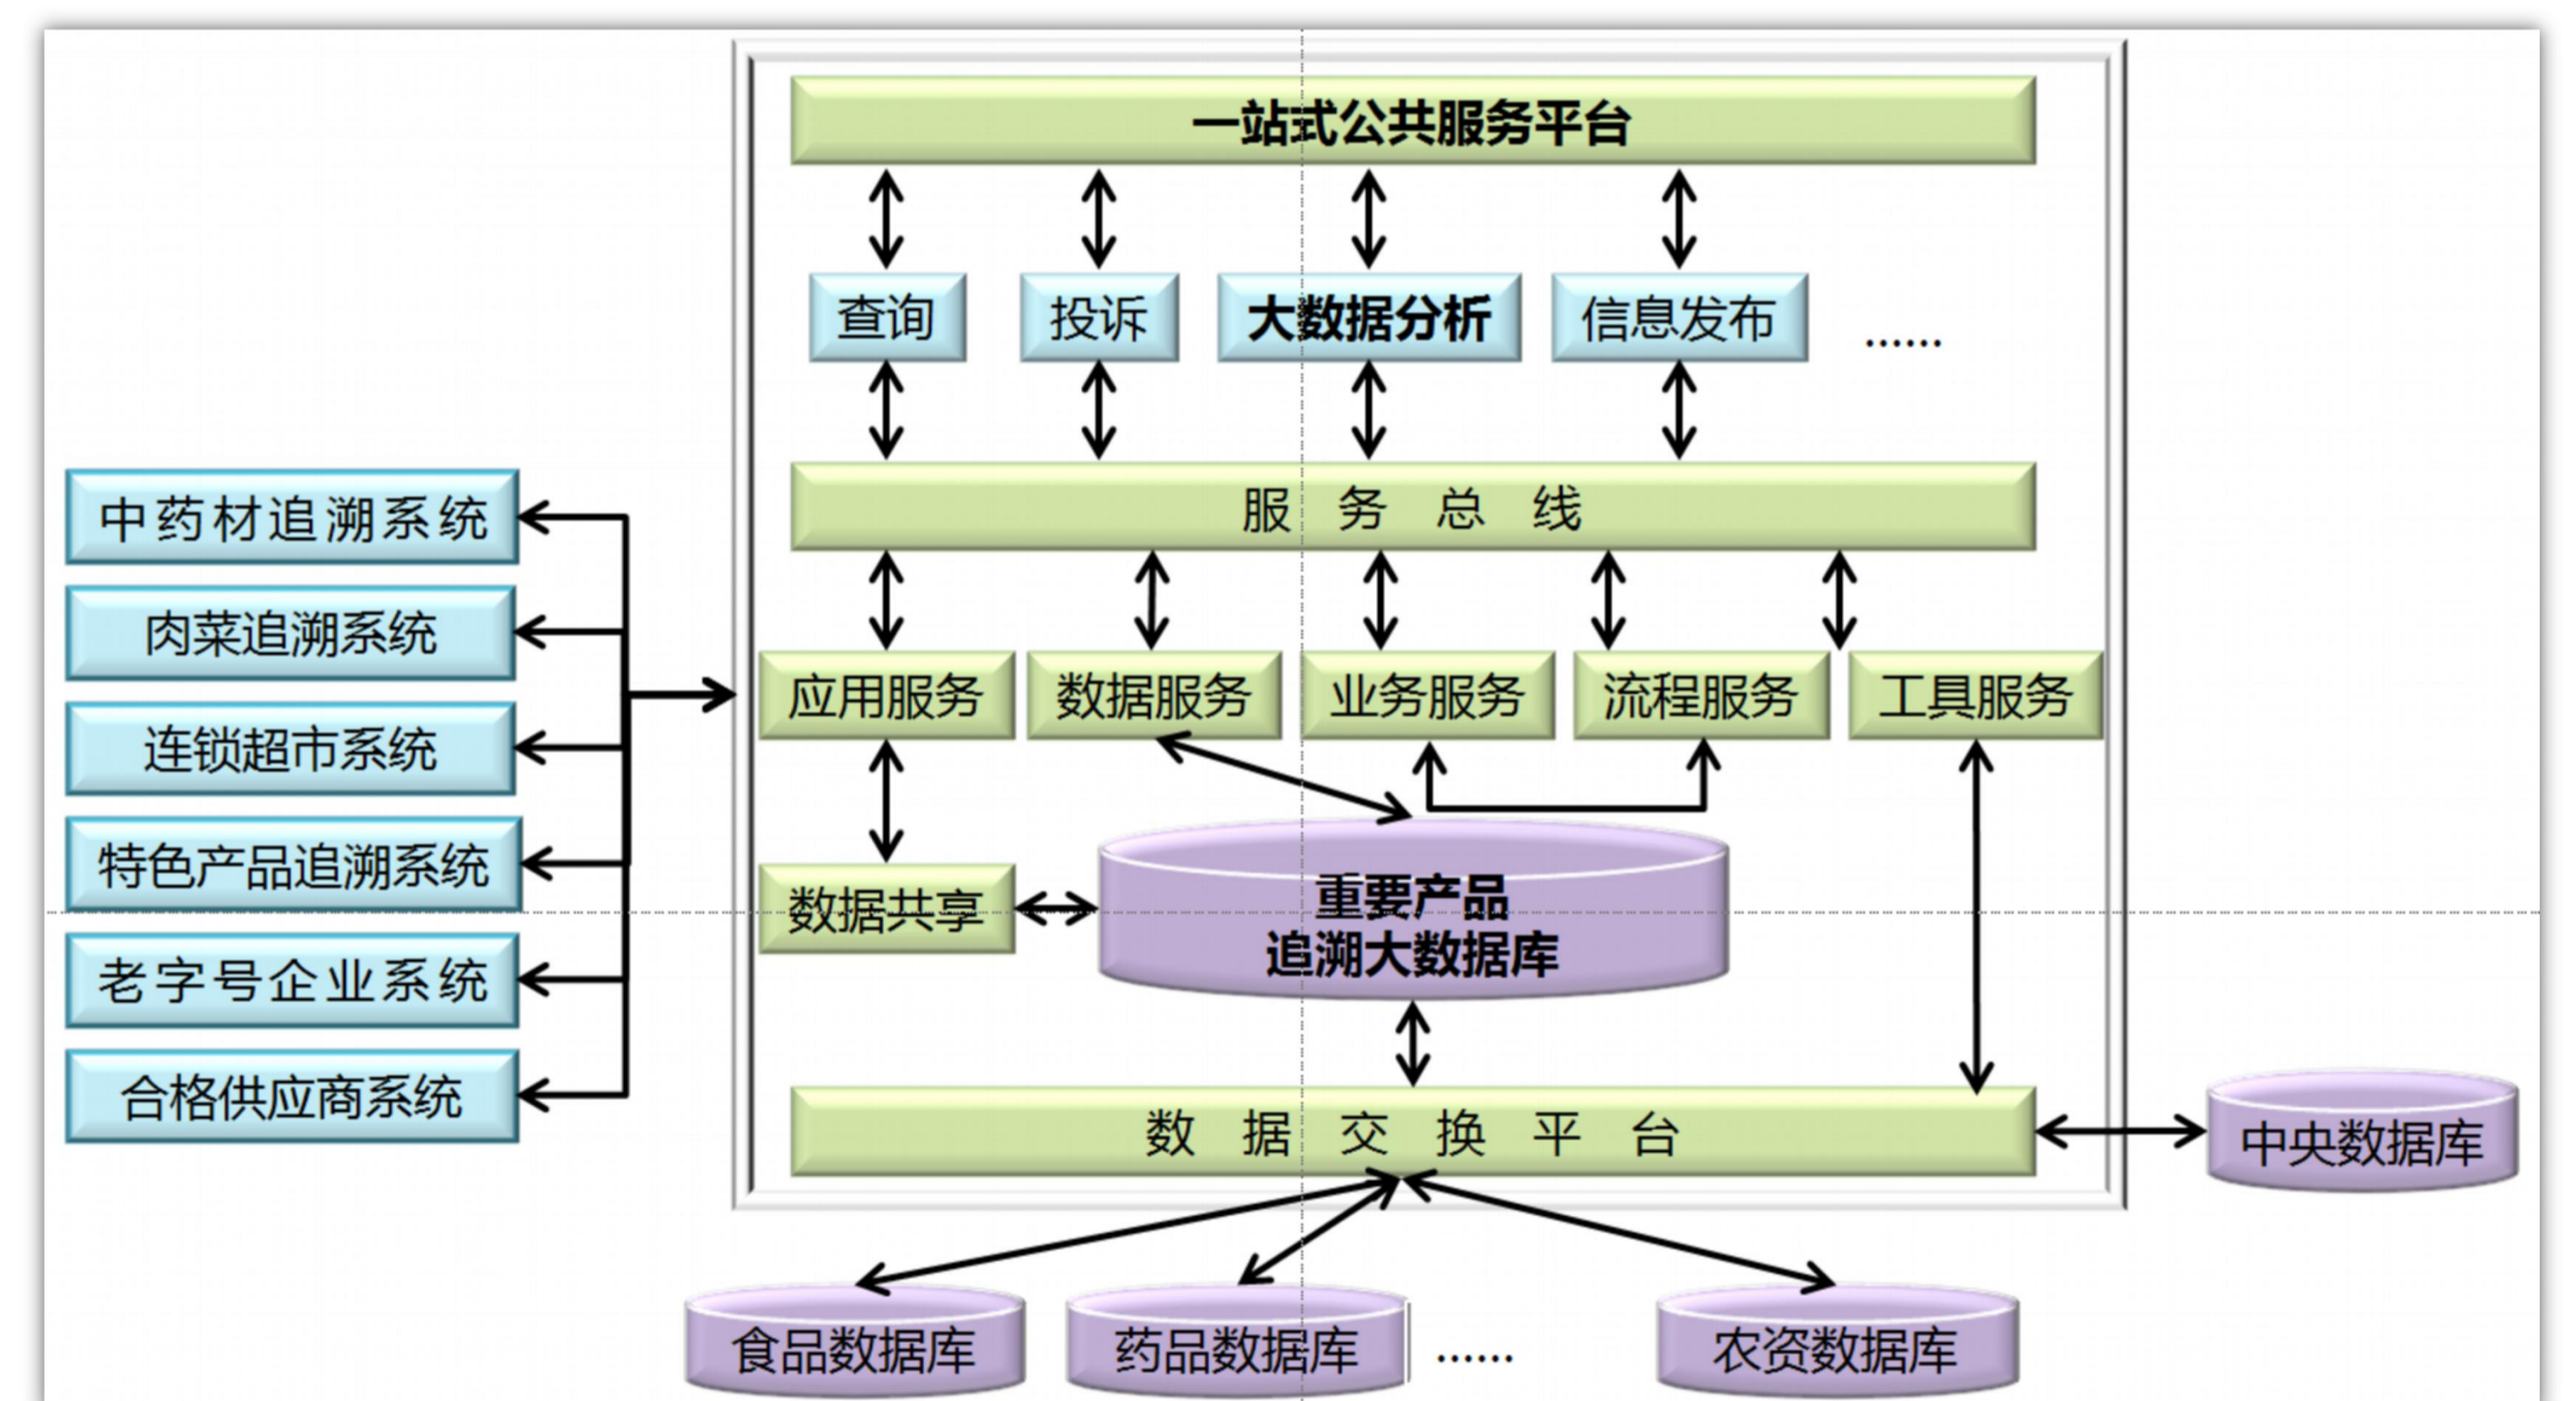 一站式公共服务平台
查询
投诉
大数据分析
信息发布
......
服务总线
中药材追溯系统
肉菜追溯系统
连锁超市系统
特色产品追溯系统
老字号企业系统
合格供应商系统
应用服务
数据服务
业务服务
流程服务
工具服务
数据共享
重要产品
追溯大数据库
数据交换平台
中央数据库
食品数据库
药品数据库
......
农资数据库